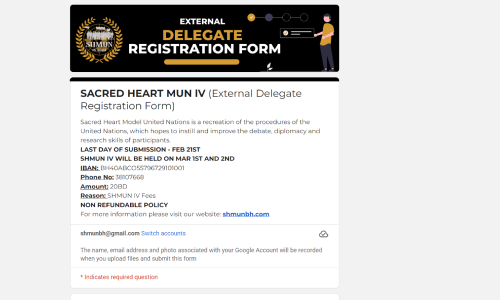 EXTERNAL
DELEGATE
REGISTRATION FORM
SHMUN
SACRED HEART MUN IV (External Delegate
Registration Form)
Sacred Heart Model United Nations is a recreation of the procedures of the
United Nations, which hopes to instill and improve the debate, diplomacy and
research skills of participants.
LAST DAY OF SUBMISSION - FEB 21ST
SHMUN IV WILL BE HELD ON MAR 1ST AND 2ND
IBAN: BH40ABCO55796729101001
Phone No: 38107668
Amount: 20BD
Reason: SHMUN IV Fees
NON REFUNDABLE POLICY
For more information please visit our website: shmunbh.com
shmunbh@gmail.com Switch accounts
The name, email address and photo associated with your Google Account will be recorded
when you upload files and submit this form
* Indicates required question